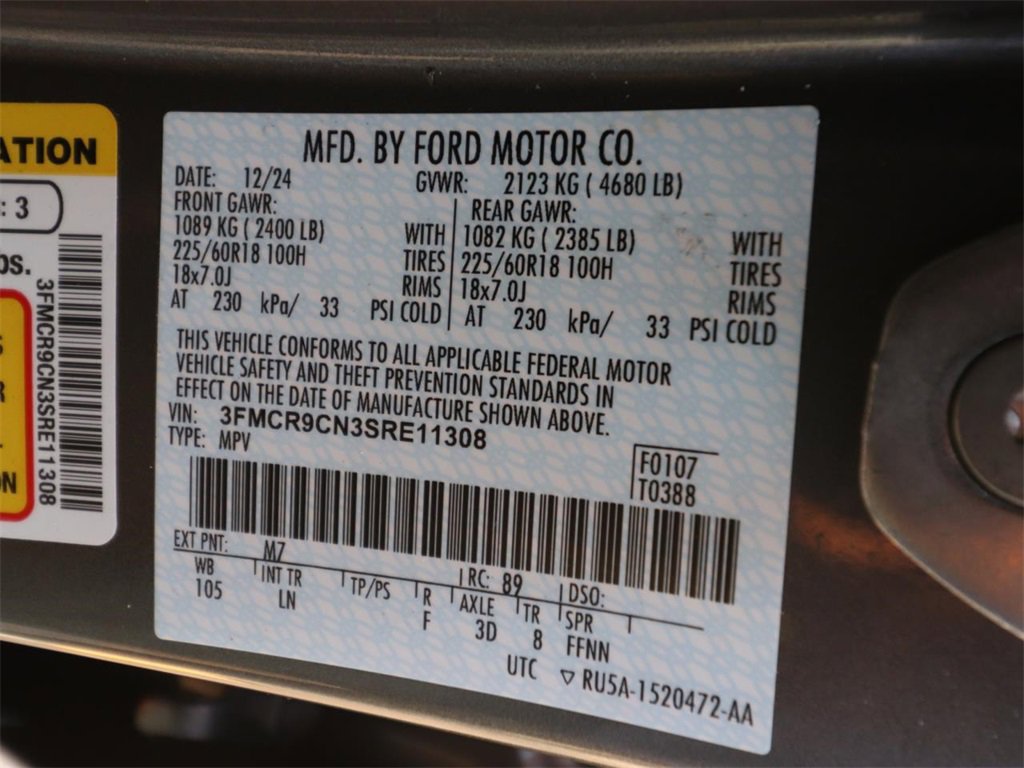 ATION
: 3
bs.
3FMCR9CN3SRE11308
S
R
ON
MFD. BY FORD MOTOR CO.
DATE: 12/24 GVWR: 2123 KG ( 4680 LB)
FRONT GAWR: REAR GAWR:
1089 KG ( 2400 LB) WITH 1082 KG ( 2385 LB) WITH
225/60R18 100H TIRES 225/60R18 100H TIRES
18x7.0J RIMS 18x7.0J RIMS
AT 230 kPa/ 33 PSI COLD AT 230 kPa/ 33 PSI COLD
THIS VEHICLE CONFORMS TO ALL APPLICABLE FEDERAL MOTOR
VEHICLE SAFETY AND THEFT PREVENTION STANDARDS IN
EFFECT ON THE DATE OF MANUFACTURE SHOWN ABOVE.
VIN: 3FMCR9CN3SRE11308
TYPE: MPV
F0107
T0388
EXT PNT: M7 RC: 89 DSO:
WB INT TR TP/PS R AXLE TR SPR
105 LN F 3D 8 FFNN
UTC ▽ RU5A-1520472-AA